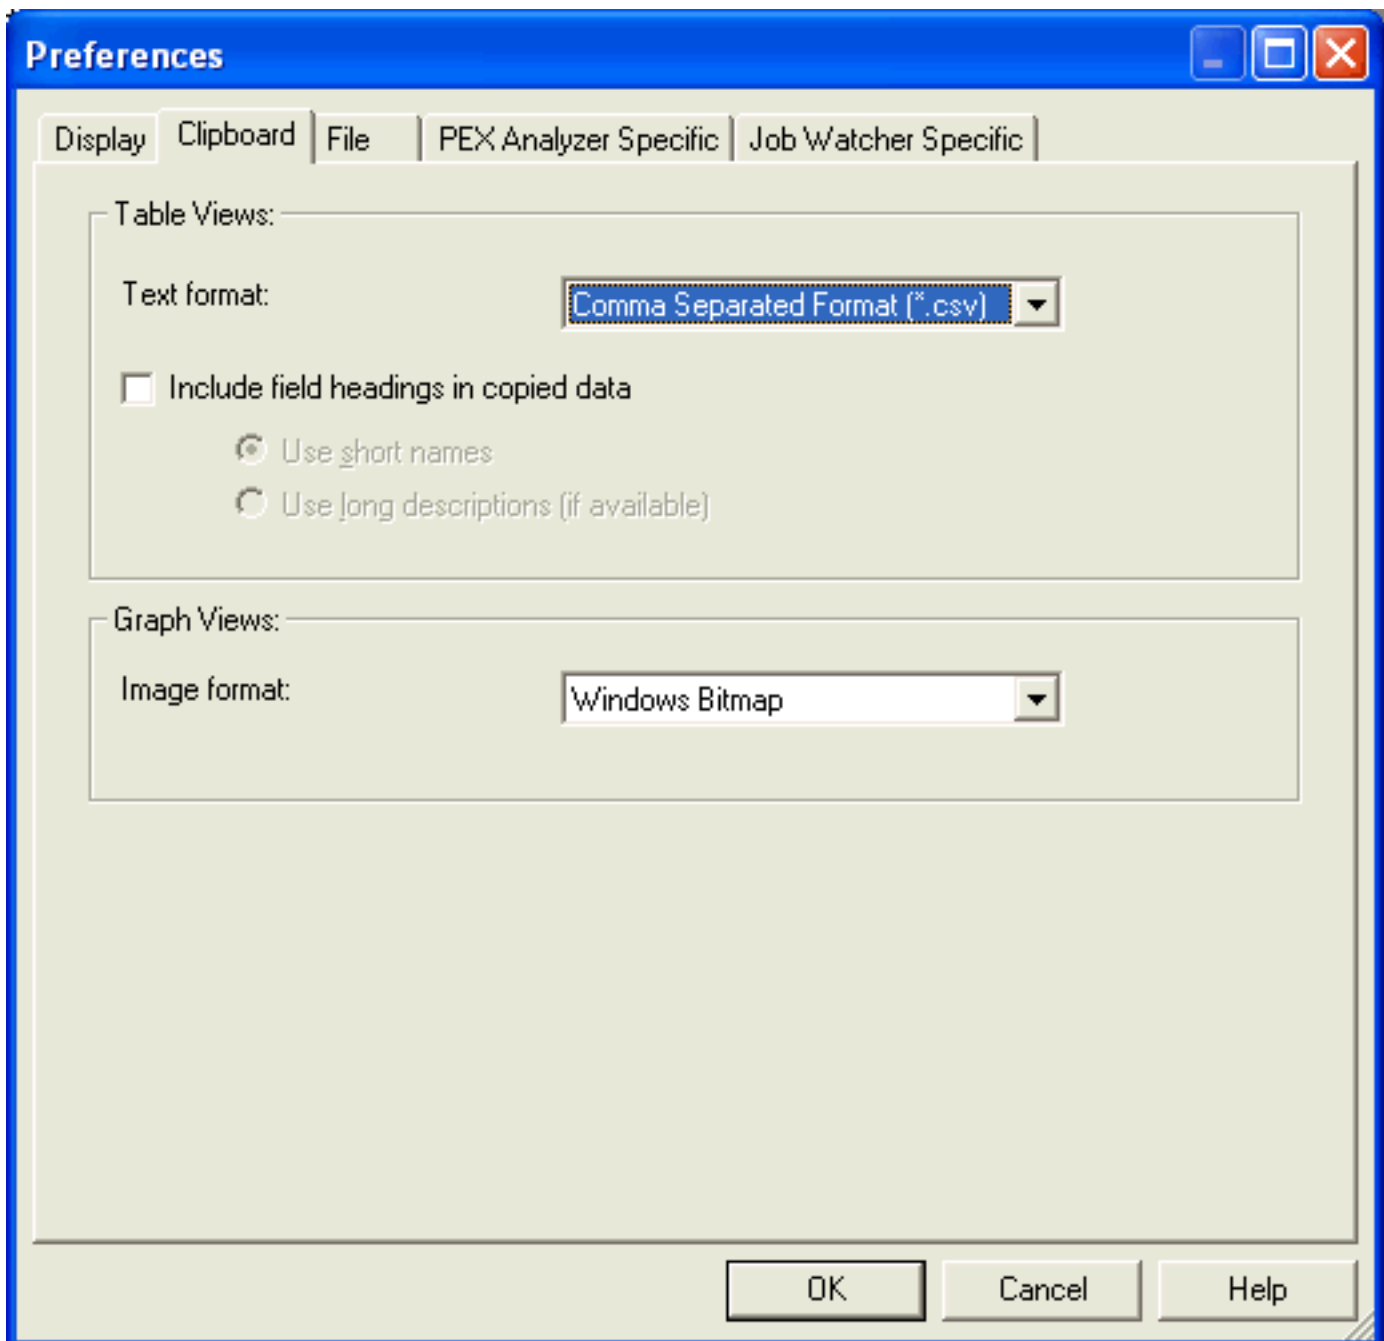 Preferences
Display Clipboard File PEX Analyzer Specific Job Watcher Specific
Table Views:
Text format: Comma Separated Format (*.csv)
Include field headings in copied data
Use short names
Use long descriptions (if available)
Graph Views:
Image format: Windows Bitmap
OK Cancel Help